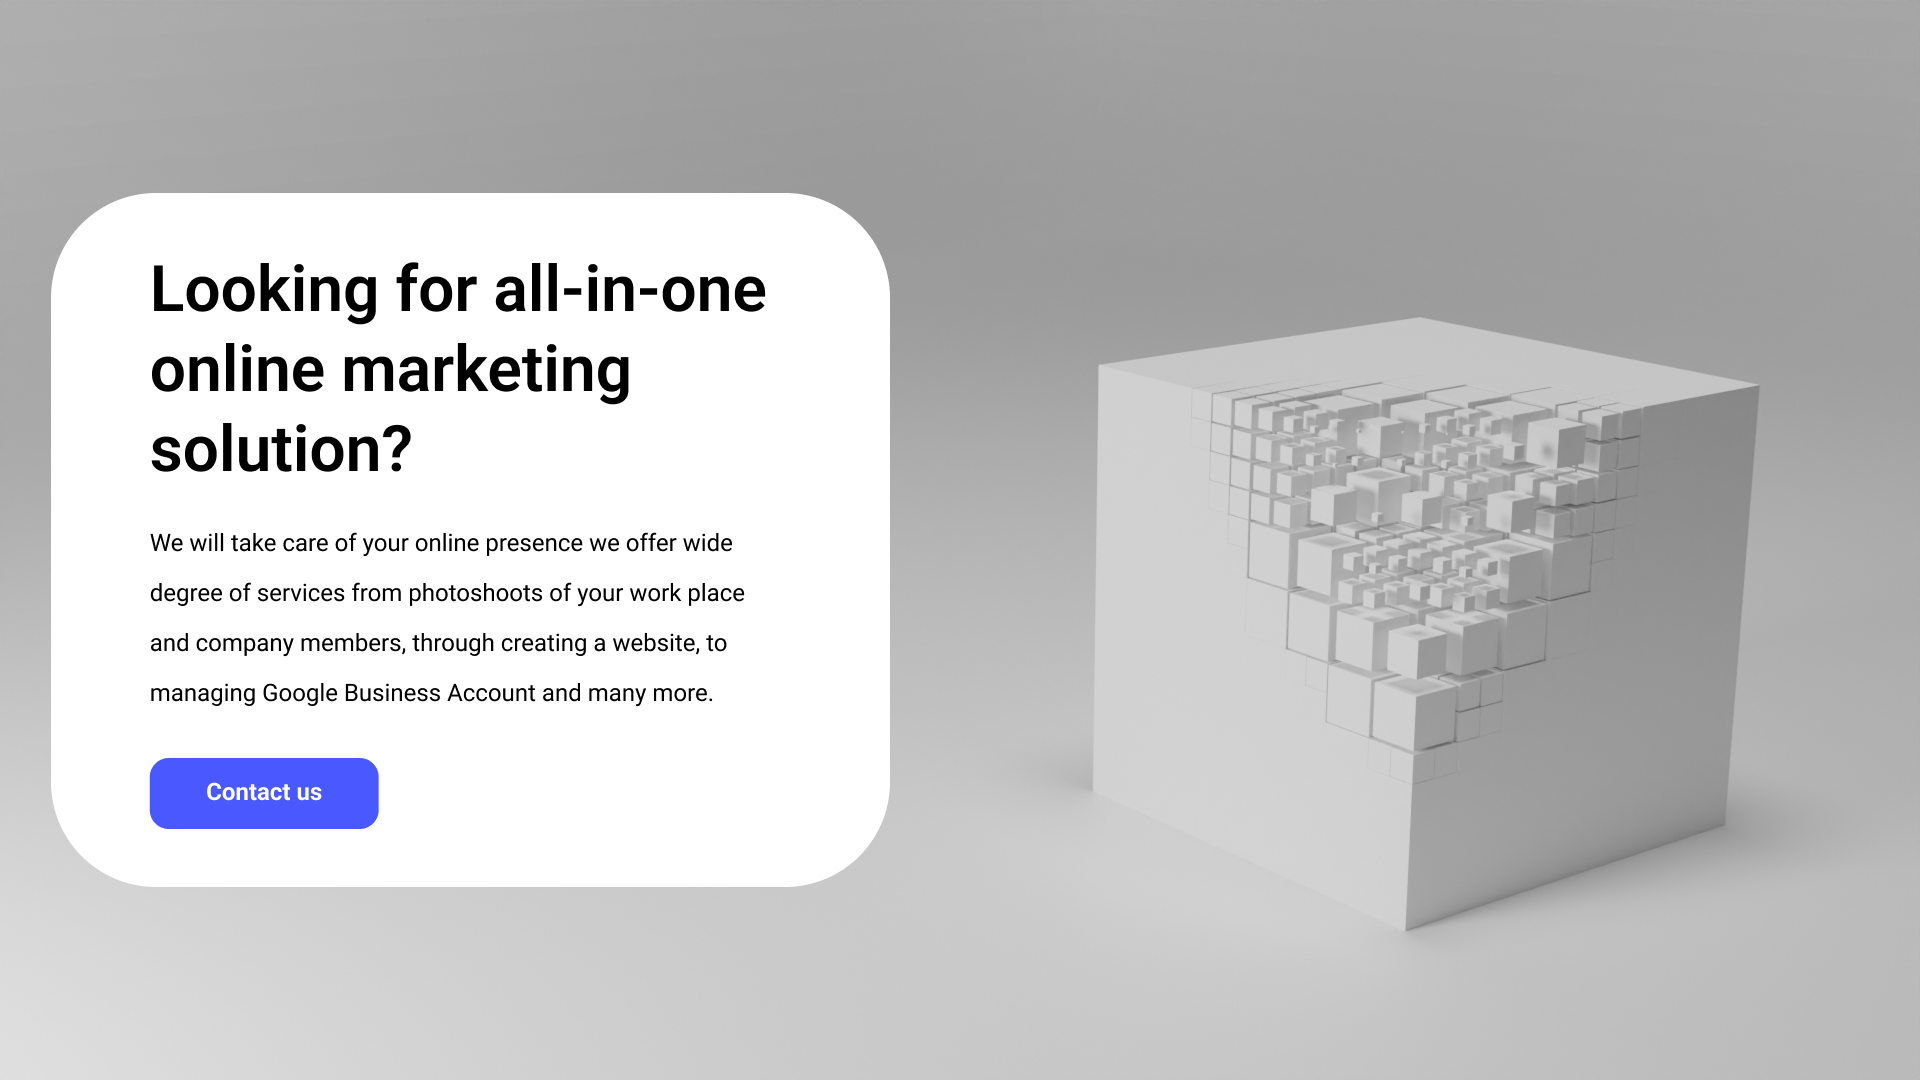 Looking for all-in-one
online marketing
solution?
We will take care of your online presence we offer wide
degree of services from photoshoots of your work place
and company members, through creating a website, to
managing Google Business Account and many more.
Contact us